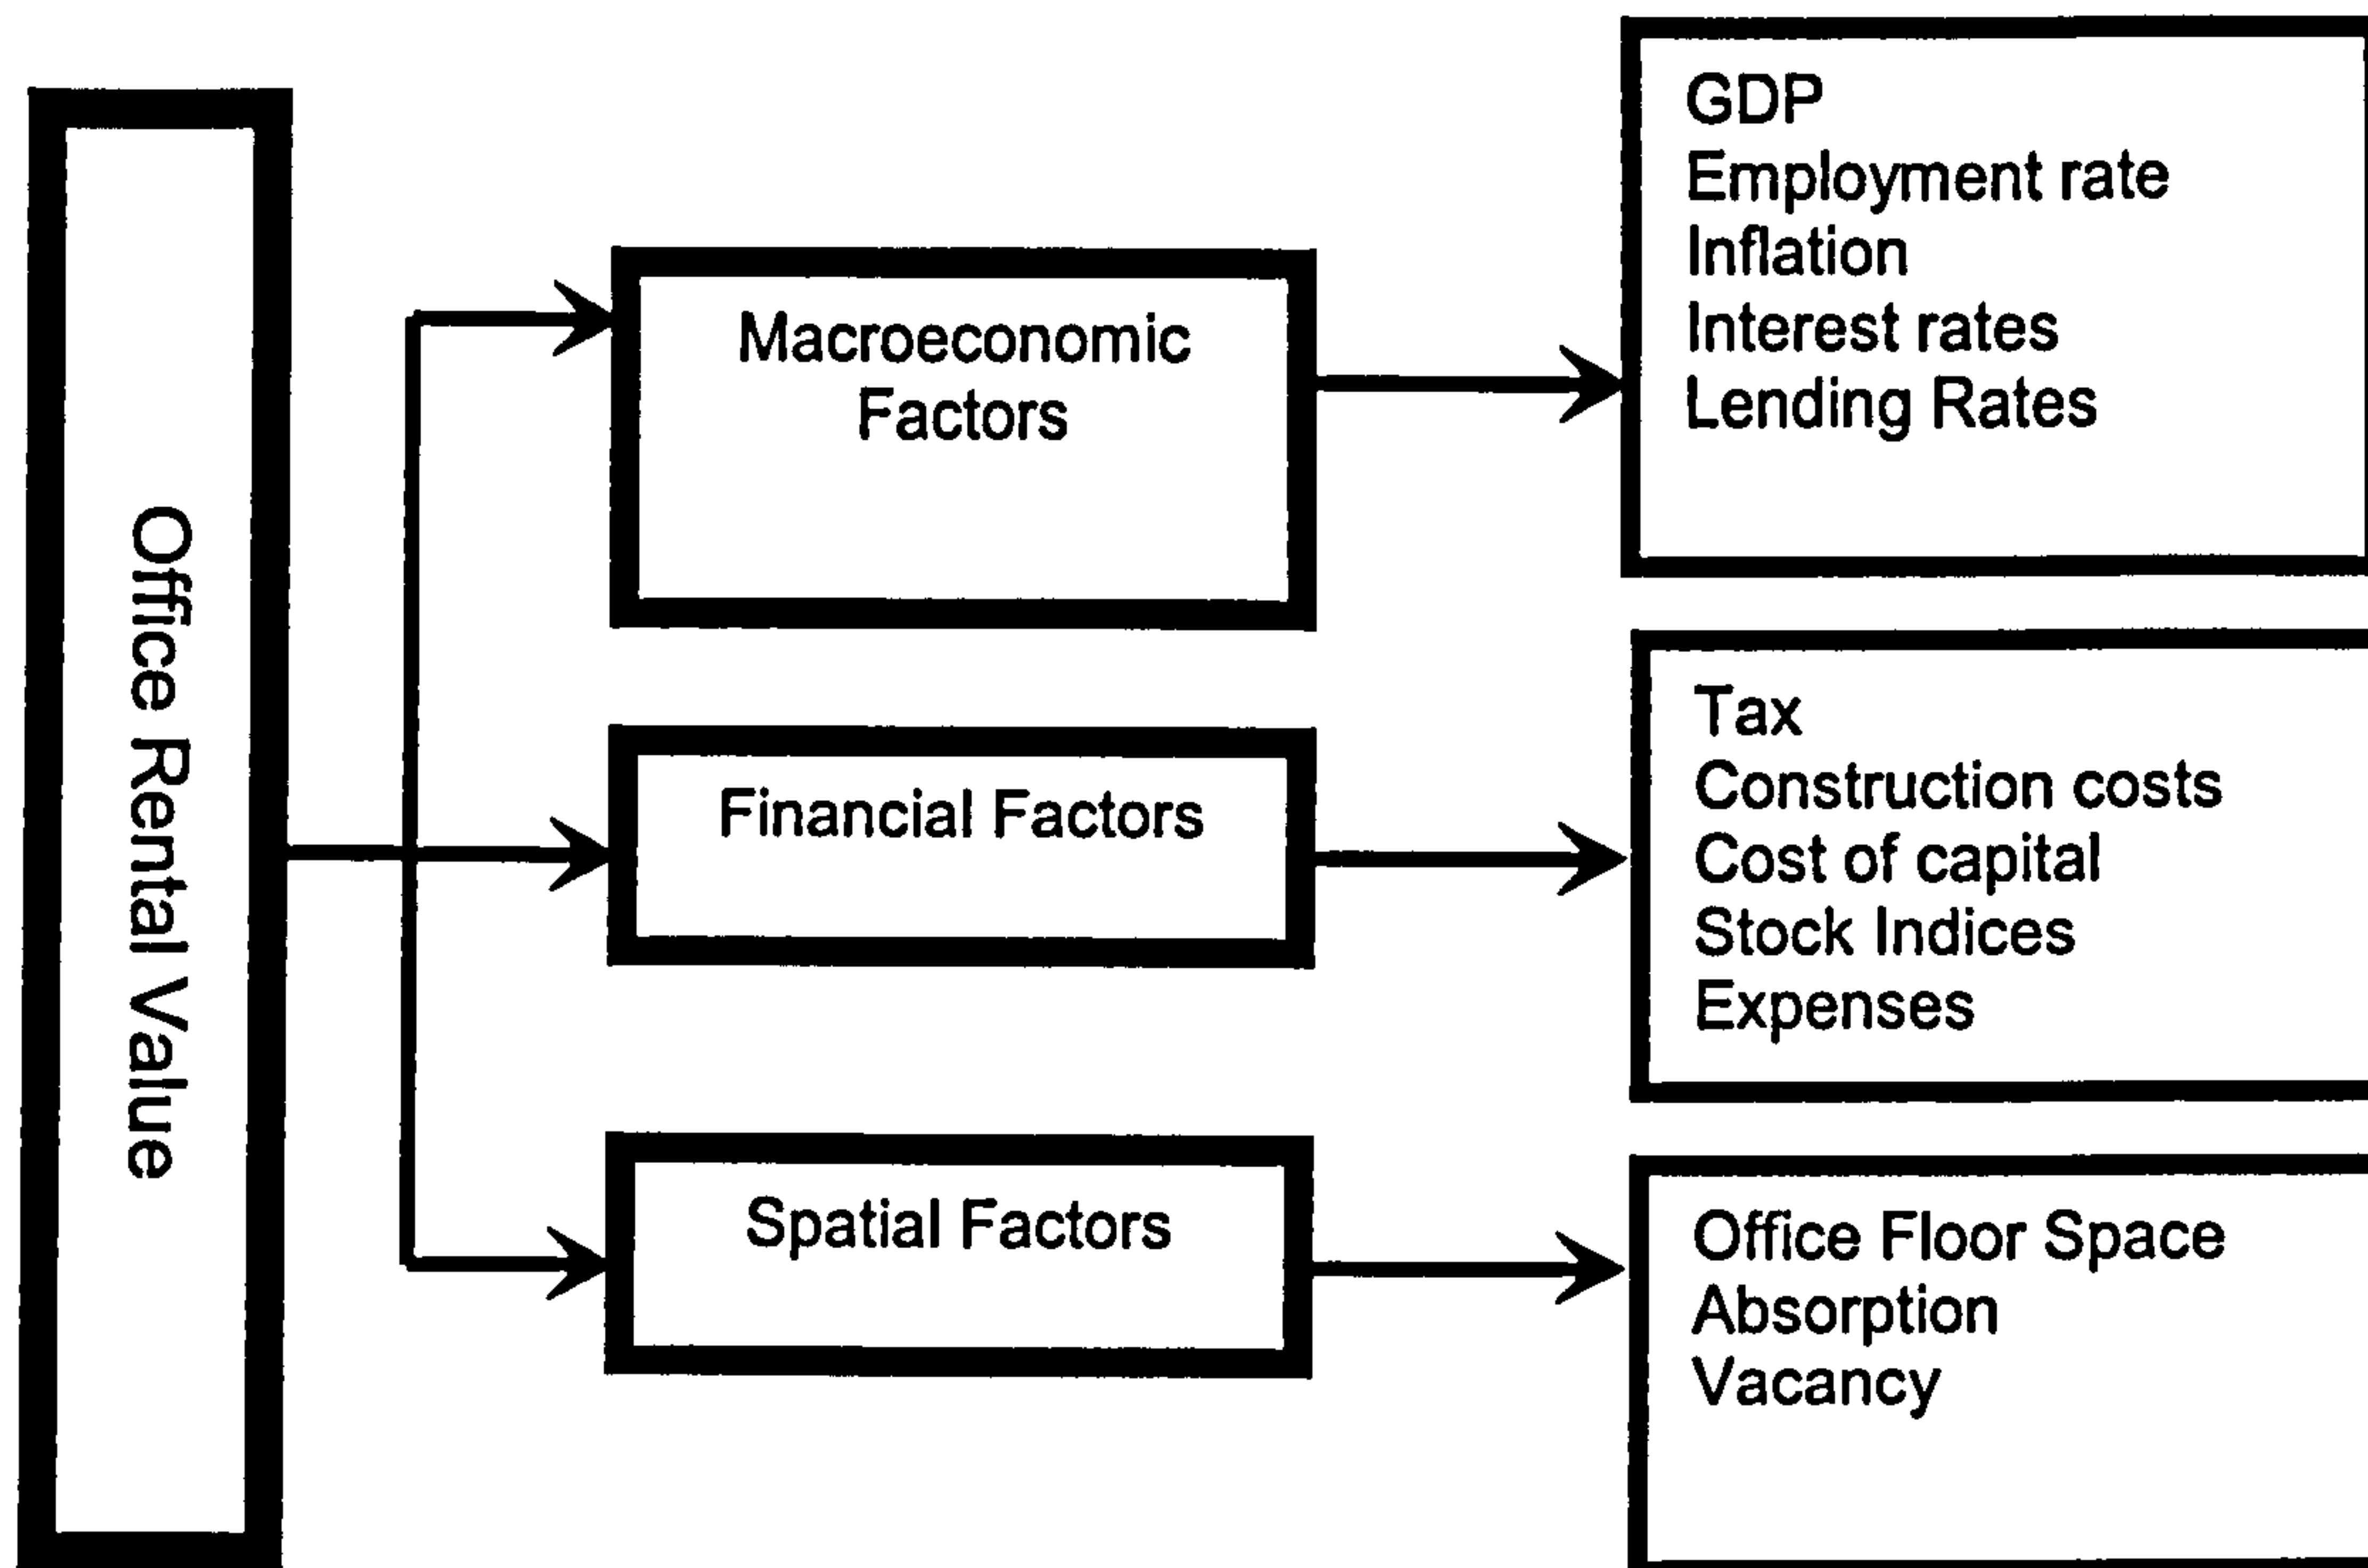 Office Rental Value
Macroeconomic
Factors
GDP
Employment rate
Inflation
Interest rates
Lending Rates
Financial Factors
Tax
Construction costs
Cost of capital
Stock Indices
Expenses
Spatial Factors
Office Floor Space
Absorption
Vacancy